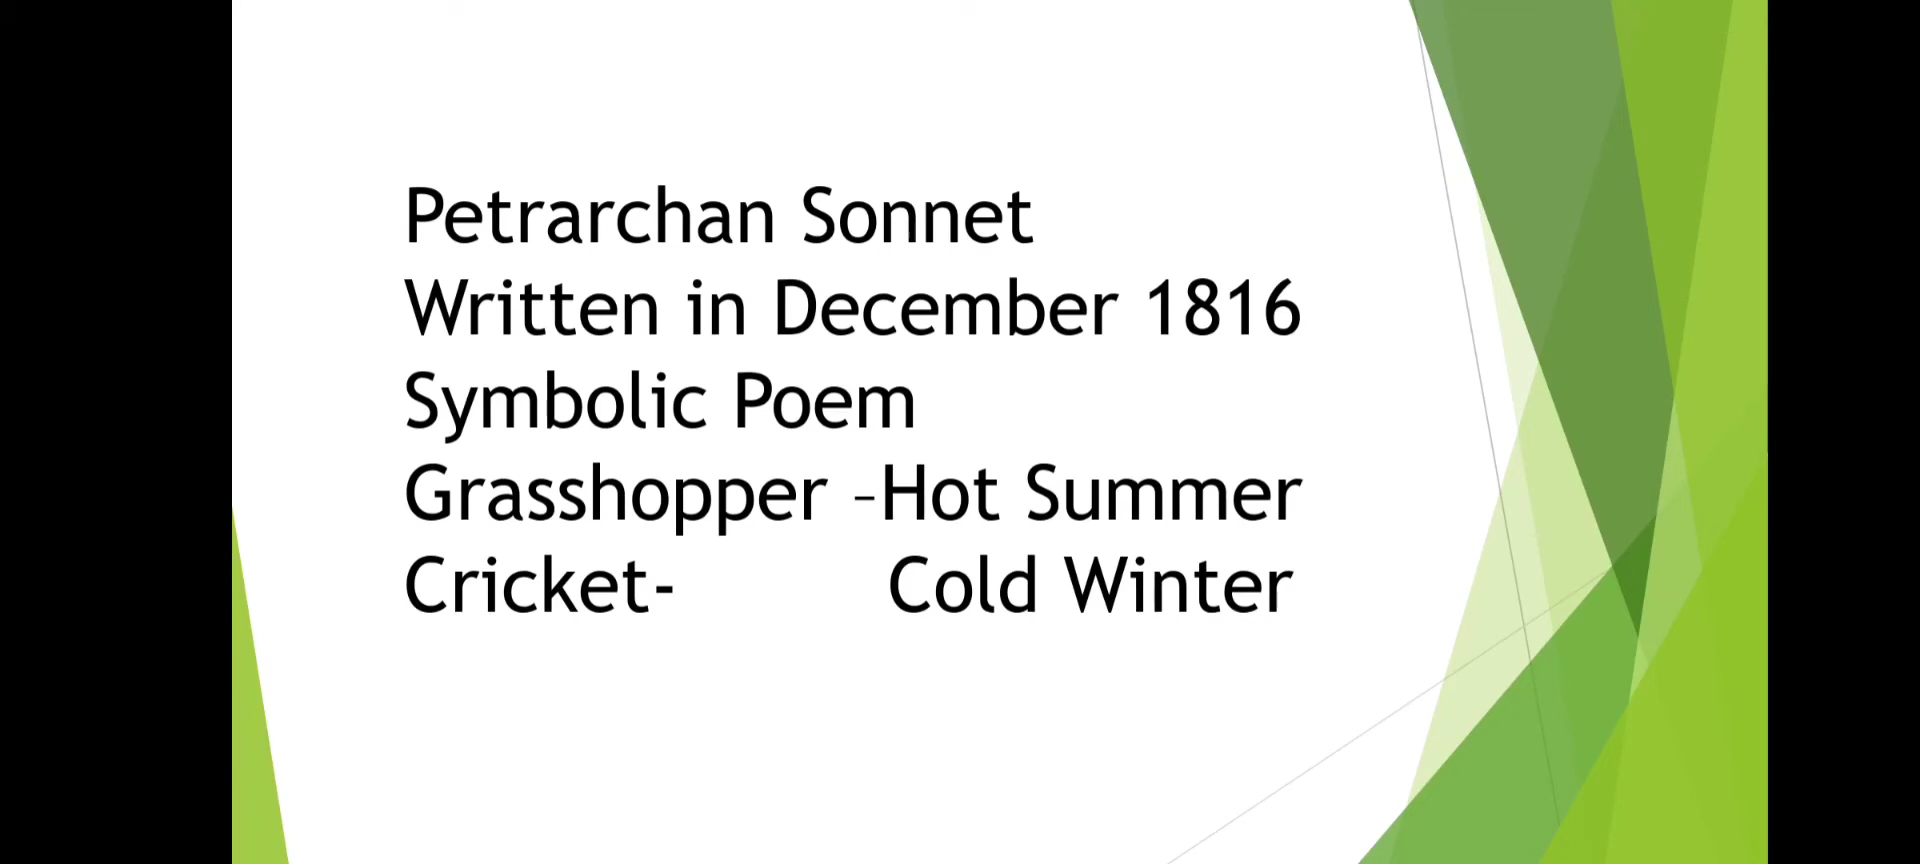 Petrarchan Sonnet
Written in December 1816
Symbolic Poem
Grasshopper –Hot Summer
Cricket- Cold Winter